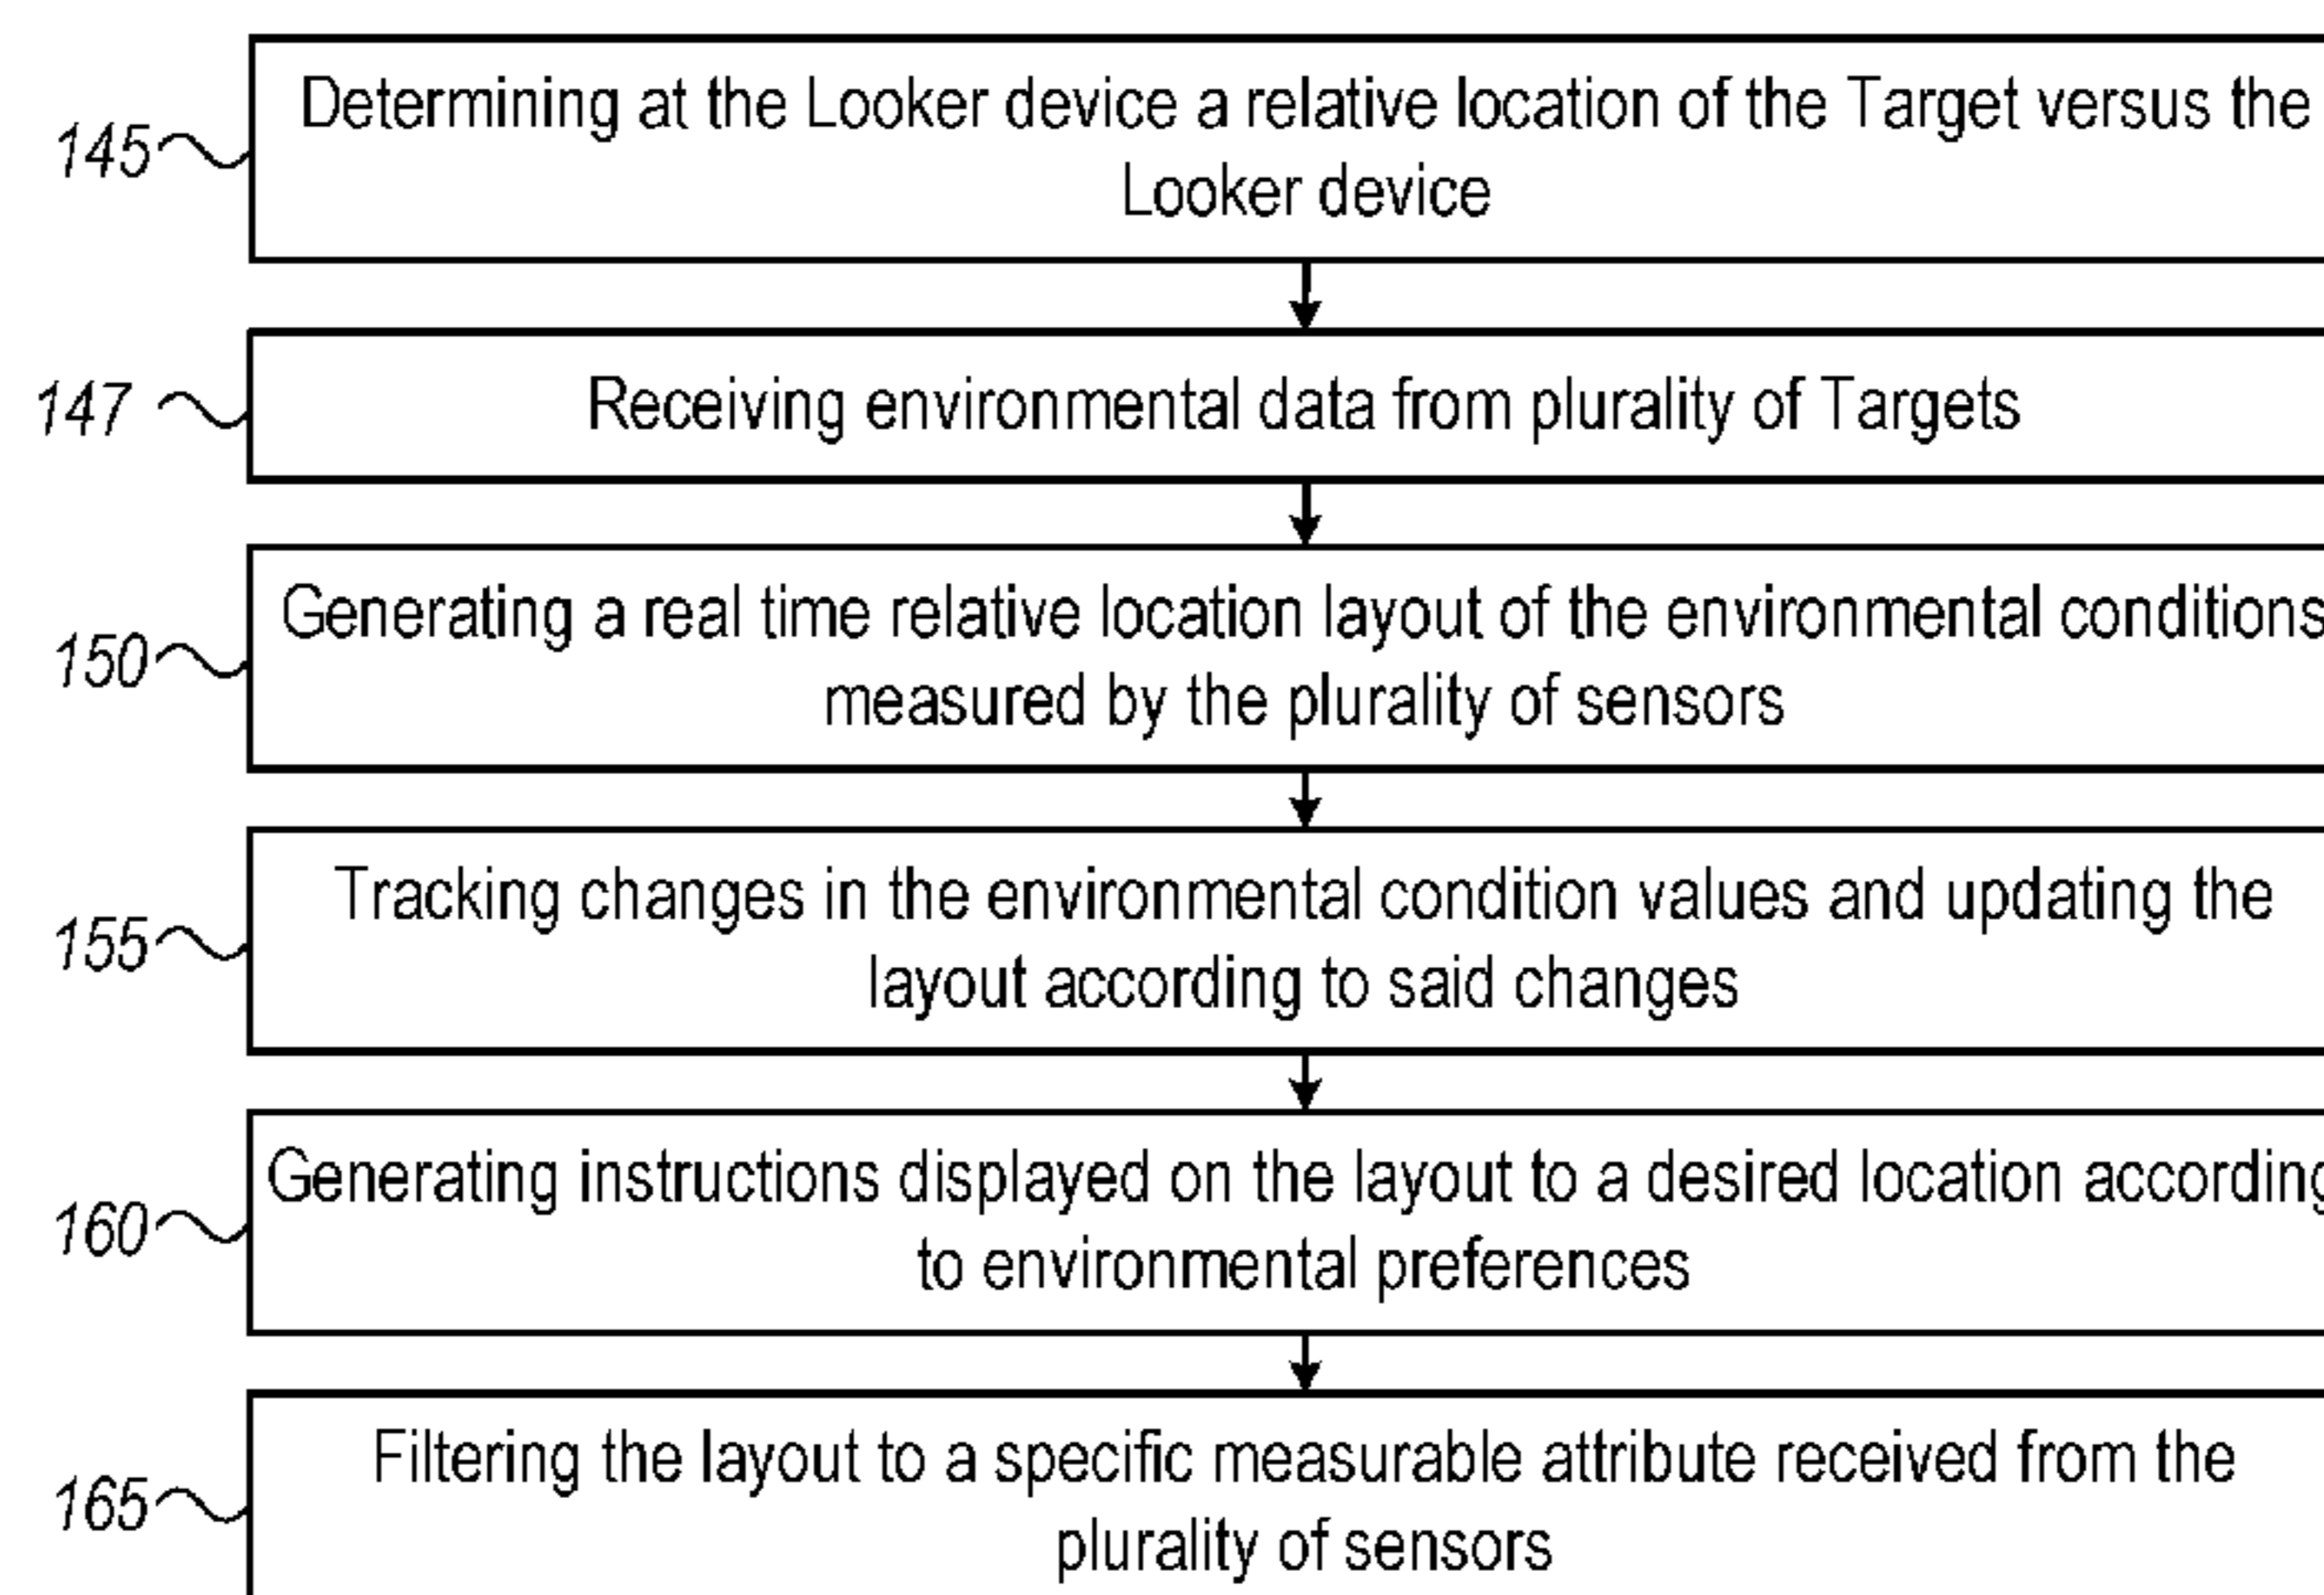 Determining at the Looker device a relative location of the Target versus the
145
Looker device
147
Receiving environmental data from plurality of Targets
Generating a real time relative location layout of the environmental conditions
150
measured by the plurality of sensors
Tracking changes in the environmental condition values and updating the
155
layout according to said changes
Generating instructions displayed on the layout to a desired location according
160
to environmental preferences
Filtering the layout to a specific measurable attribute received from the
165
plurality of sensors